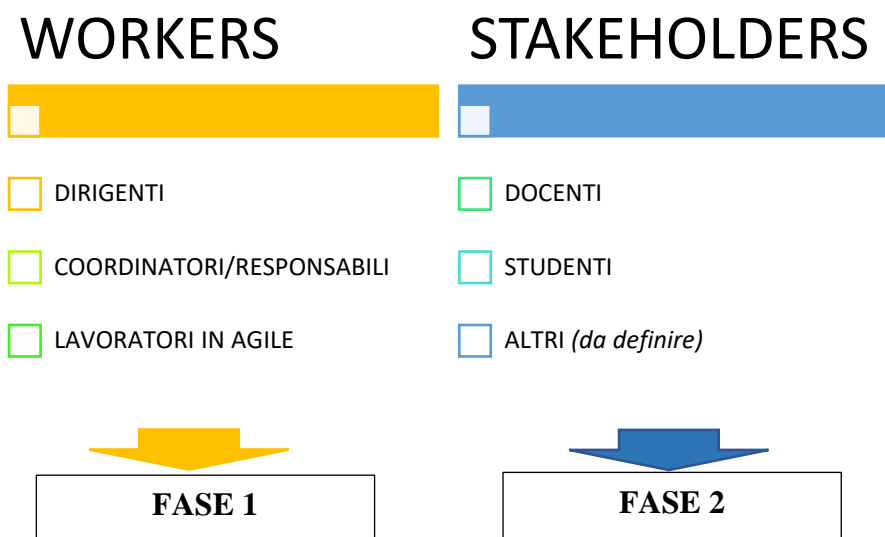 WORKERS
DIRIGENTI
COORDINATORI/RESPONSABILI
LAVORATORI IN AGILE
FASE 1
STAKEHOLDERS
DOCENTI
STUDENTI
ALTRI (da definire)
FASE 2